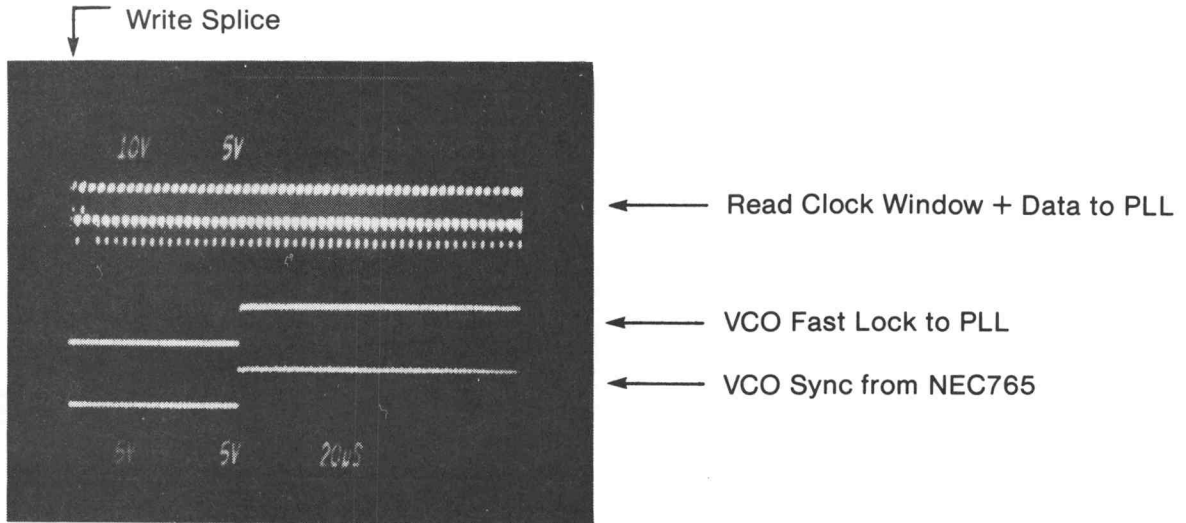 Write Splice
10V 5V
Read Clock Window + Data to PLL
VCO Fast Lock to PLL
VCO Sync from NEC765
5V 5V 20µS